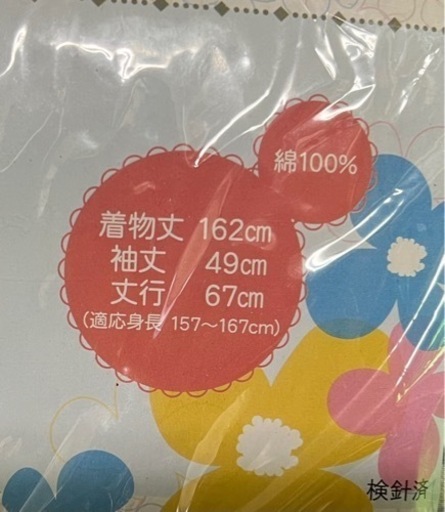 綿100%
着物丈 162cm
袖丈 49cm
丈行 67cm
(適応身長 157～167cm)
検針済